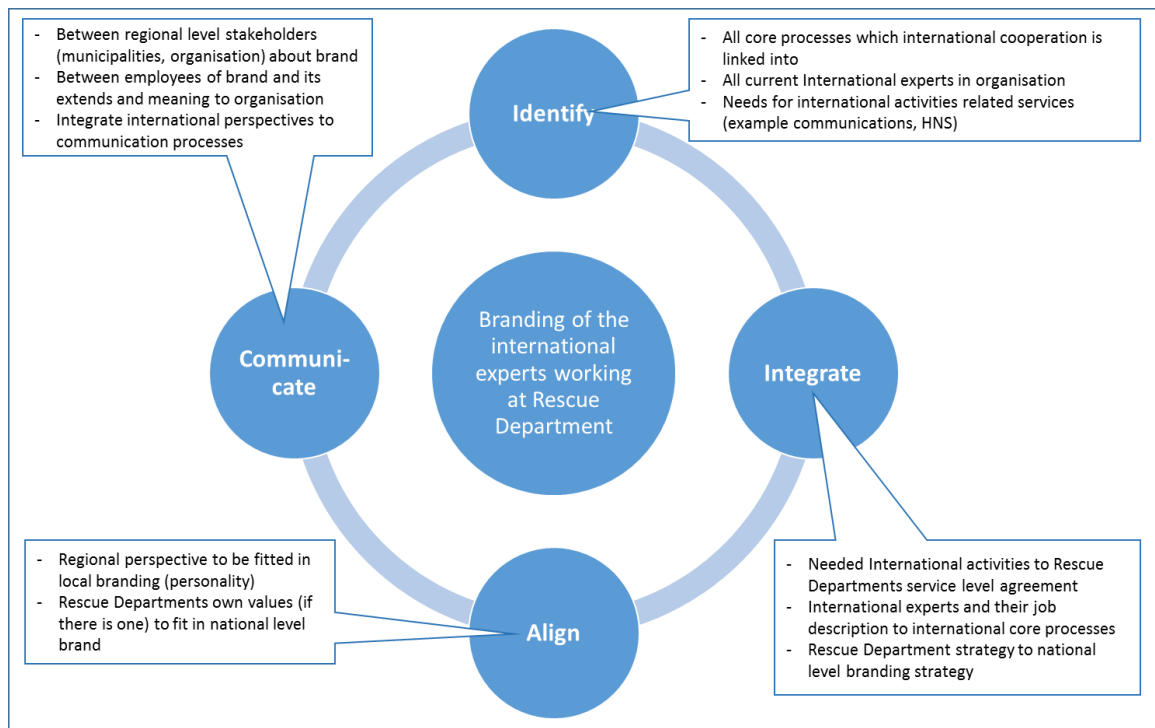 - Between regional level stakeholders
(municipalities, organisation) about brand
- Between employees of brand and its
extends and meaning to organisation
- Integrate international perspectives to
communication processes
Identify
- All core processes which international cooperation is
linked into
- All current International experts in organisation
- Needs for international activities related services
(example communications, HNS)
Communi-
cate
Branding of the
international
experts working
at Rescue
Department
Integrate
- Regional perspective to be fitted in
local branding (personality)
- Rescue Departments own values (if
there is one) to fit in national level
brand
Align
- Needed International activities to Rescue
Departments service level agreement
- International experts and their job
description to international core processes
- Rescue Department strategy to national
level branding strategy